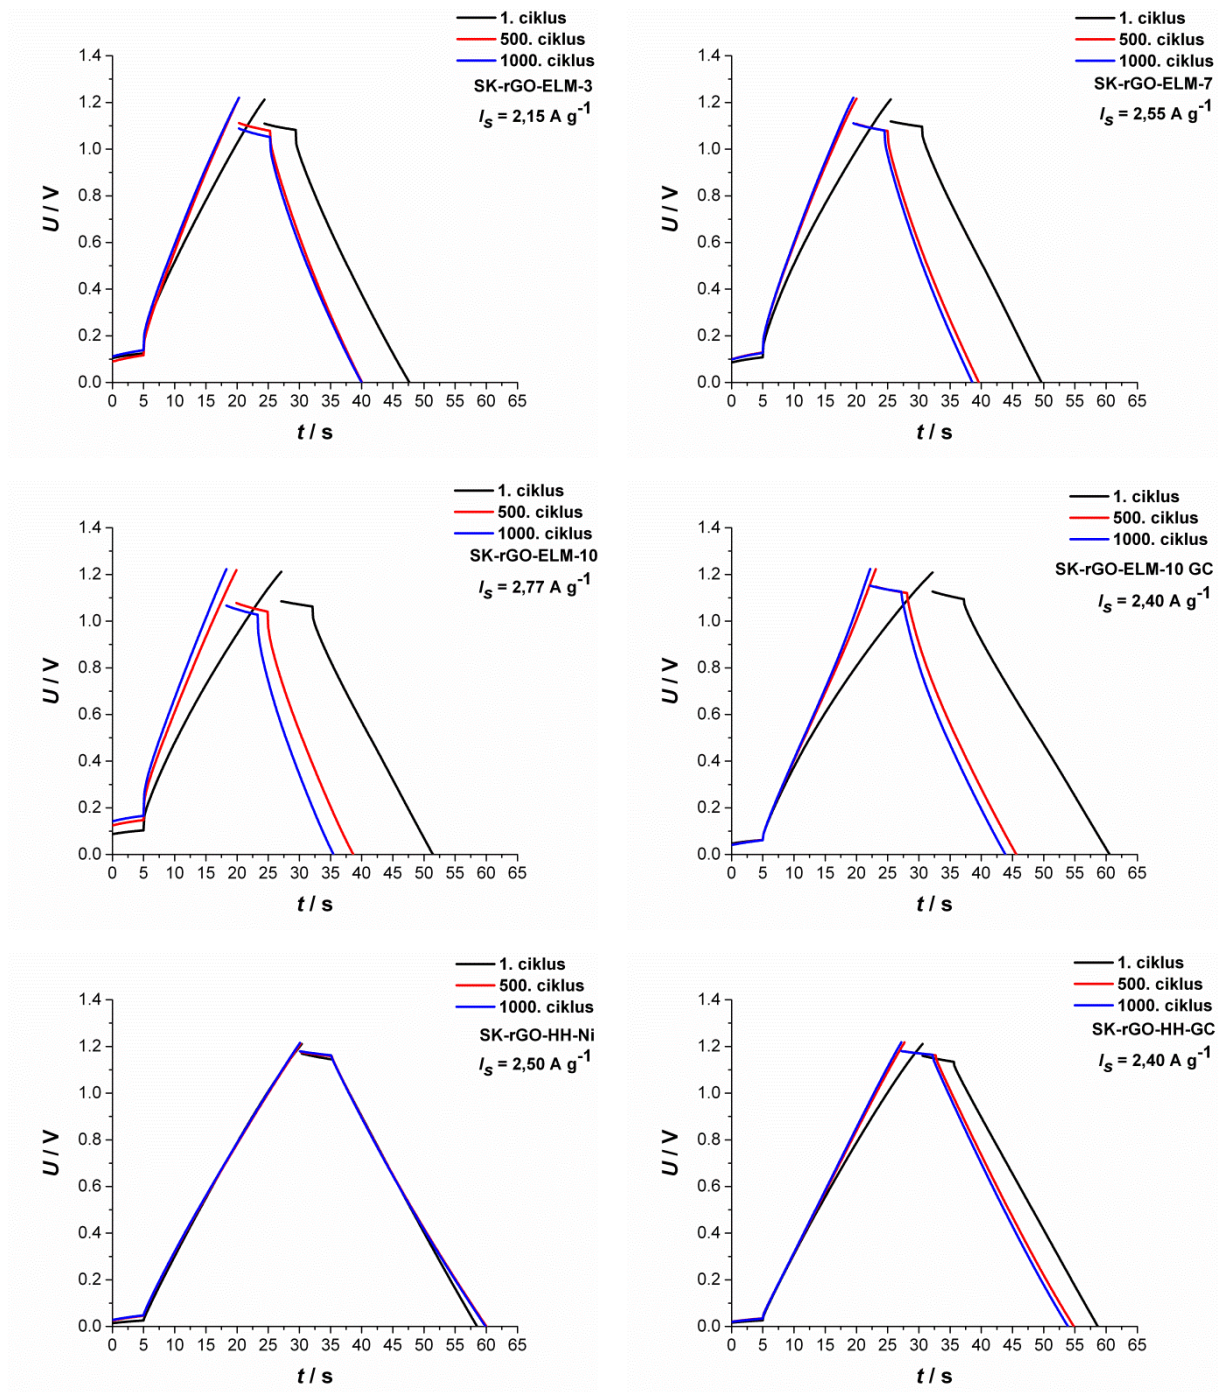 1. ciklus
500. ciklus
1000. ciklus
SK-rGO-ELM-3
I_S = 2,15 A g⁻¹
1.4
1.2
1.0
0.8
0.6
0.4
0.2
0.0
U / V
0 5 10 15 20 25 30 35 40 45 50 55 60 65
t / s
1. ciklus
500. ciklus
1000. ciklus
SK-rGO-ELM-7
I_S = 2,55 A g⁻¹
1.4
1.2
1.0
0.8
0.6
0.4
0.2
0.0
U / V
0 5 10 15 20 25 30 35 40 45 50 55 60 65
t / s
1. ciklus
500. ciklus
1000. ciklus
SK-rGO-ELM-10
I_S = 2,77 A g⁻¹
1.4
1.2
1.0
0.8
0.6
0.4
0.2
0.0
U / V
0 5 10 15 20 25 30 35 40 45 50 55 60 65
t / s
1. ciklus
500. ciklus
1000. ciklus
SK-rGO-ELM-10 GC
I_S = 2,40 A g⁻¹
1.4
1.2
1.0
0.8
0.6
0.4
0.2
0.0
U / V
0 5 10 15 20 25 30 35 40 45 50 55 60 65
t / s
1. ciklus
500. ciklus
1000. ciklus
SK-rGO-HH-Ni
I_S = 2,50 A g⁻¹
1.4
1.2
1.0
0.8
0.6
0.4
0.2
0.0
U / V
0 5 10 15 20 25 30 35 40 45 50 55 60 65
t / s
1. ciklus
500. ciklus
1000. ciklus
SK-rGO-HH-GC
I_S = 2,40 A g⁻¹
1.4
1.2
1.0
0.8
0.6
0.4
0.2
0.0
U / V
0 5 10 15 20 25 30 35 40 45 50 55 60 65
t / s